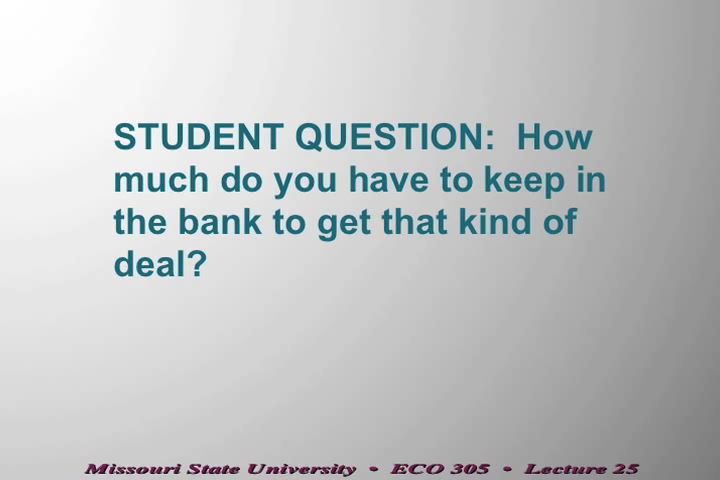 STUDENT QUESTION:  How
much do you have to keep in
the bank to get that kind of
deal?
Missouri State University • ECO 305 • Lecture 25